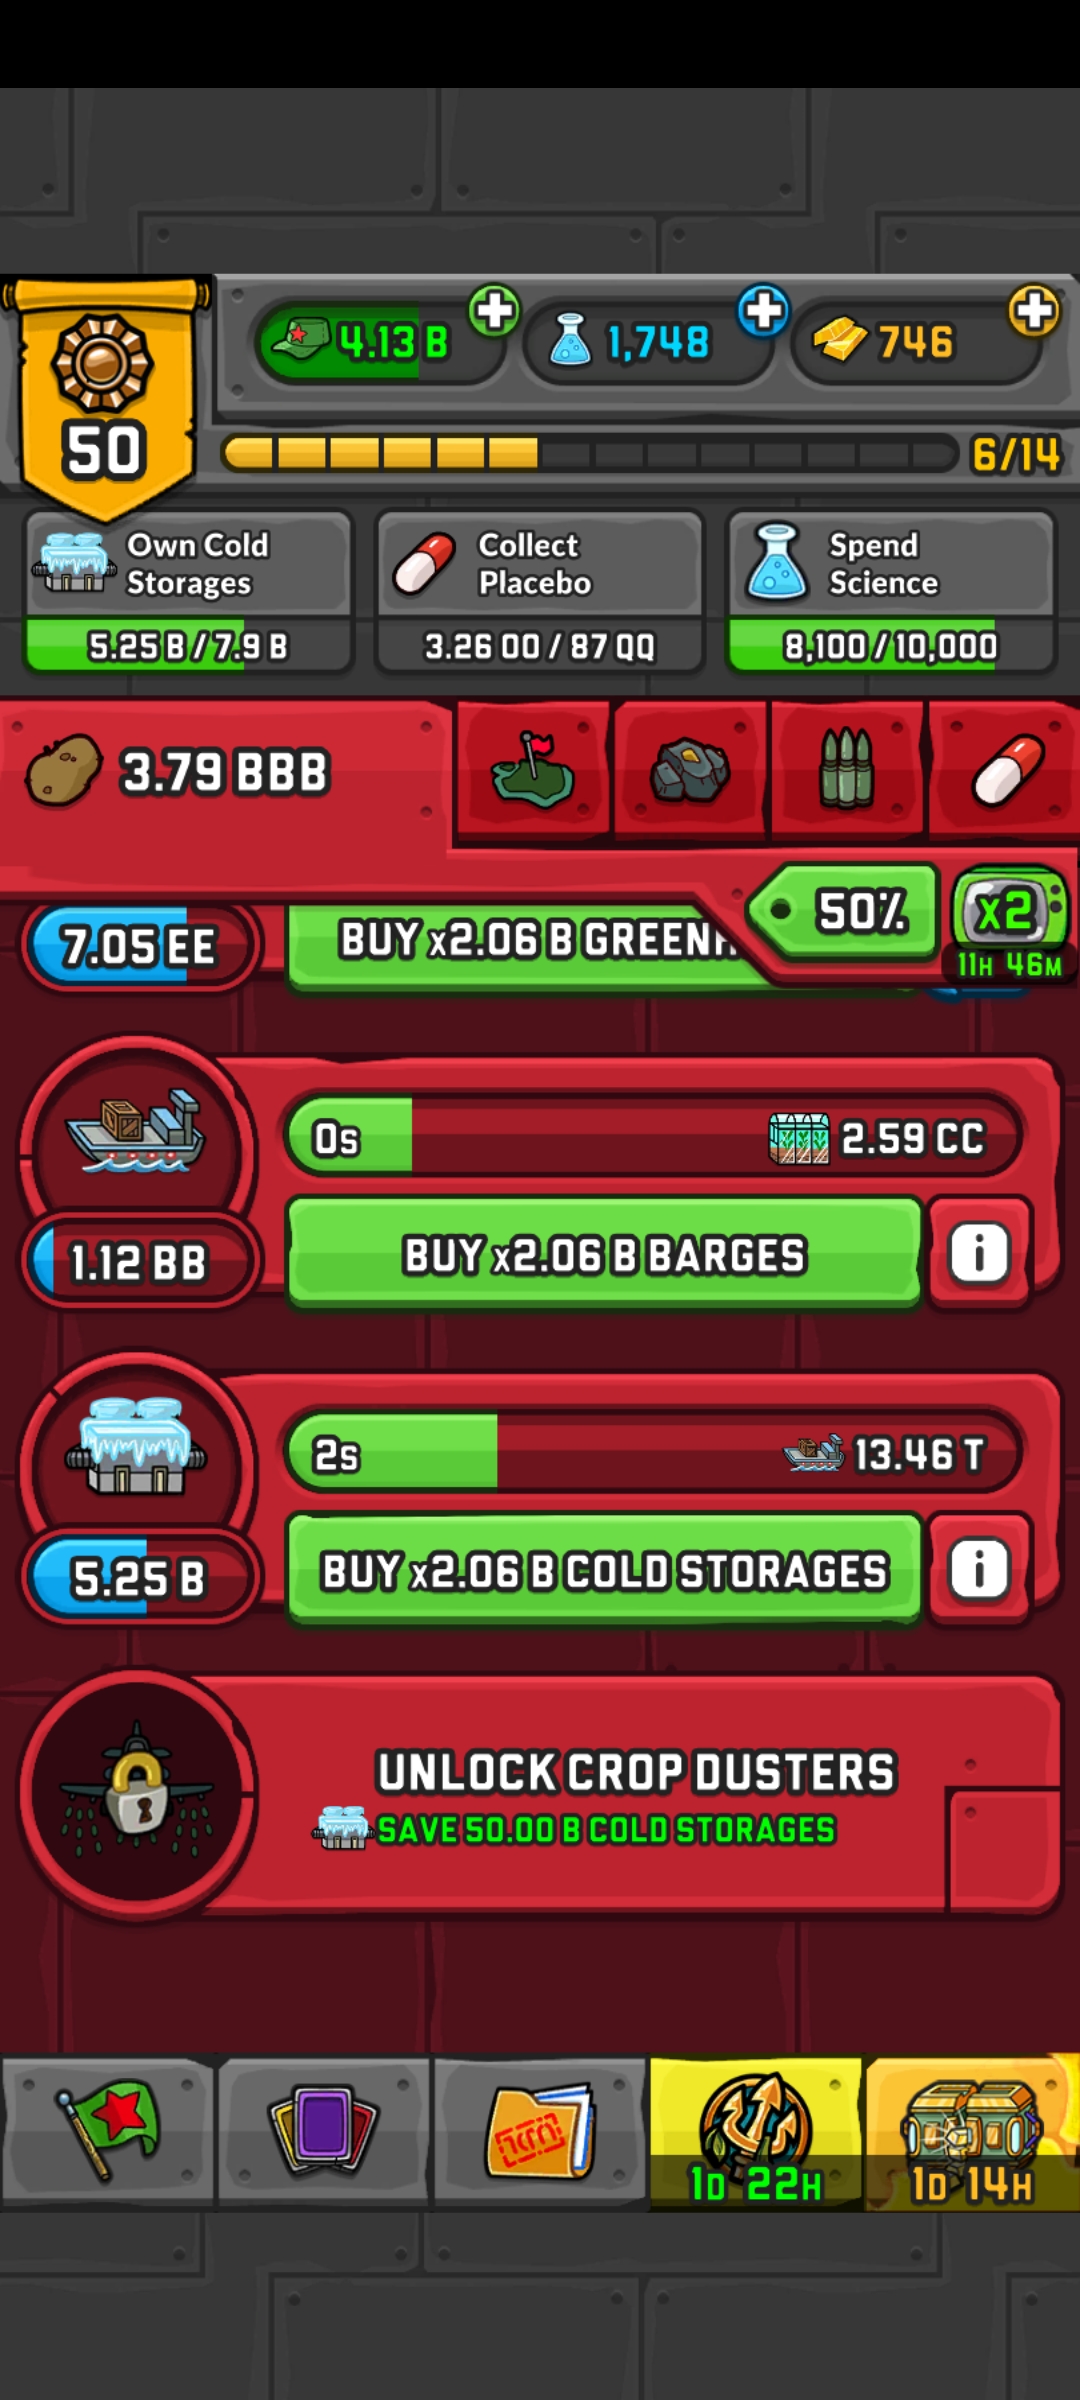 4.13 B
1,748
746
50
6/14
Own Cold
Storages
5.25 B / 7.9 B
Collect
Placebo
3.26 OO / 87 QQ
Spend
Science
8,100 / 10,000
3.79 BBB
50%
x2
11H 46M
7.05 EE
BUY x2.06 B GREENH
0s
2.59 CC
1.12 BB
BUY x2.06 B BARGES
i
2s
13.46 T
5.25 B
BUY x2.06 B COLD STORAGES
i
UNLOCK CROP DUSTERS
SAVE 50.00 B COLD STORAGES
1D 22H
1D 14H